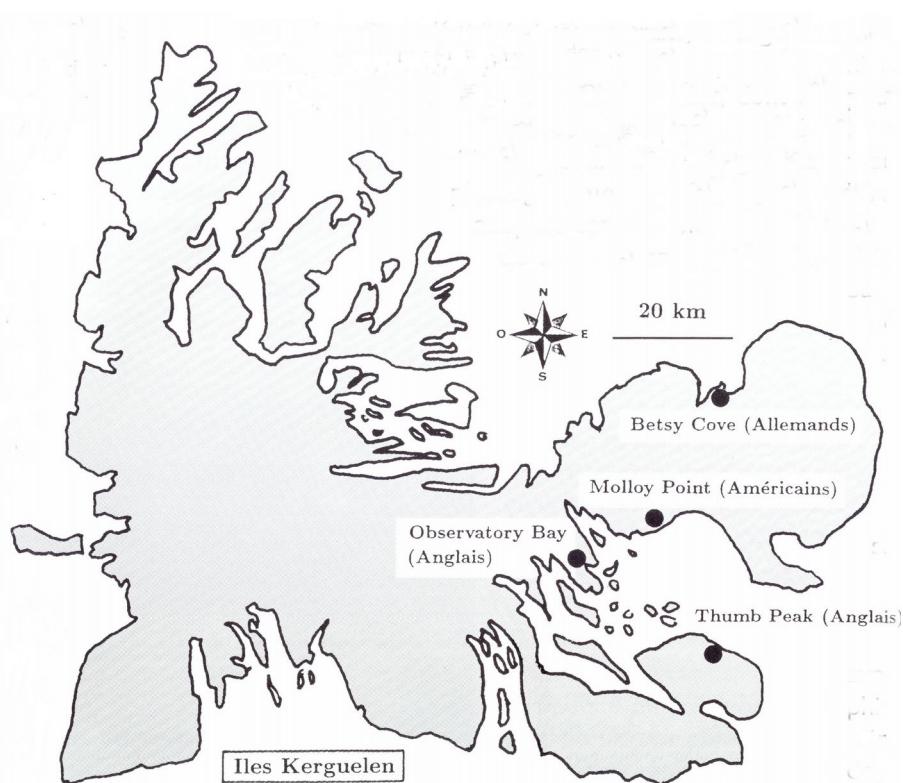 N
20 km
O
E
S
Betsy Cove (Allemands)
Molloy Point (Américains)
Observatory Bay
(Anglais)
Thumb Peak (Anglais)
Iles Kerguelen